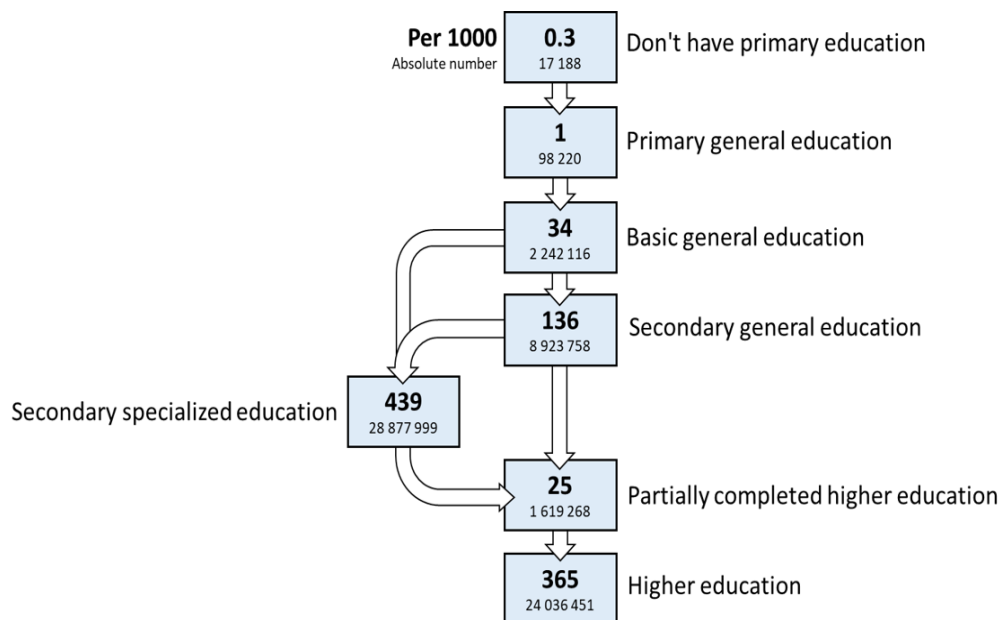 Per 1000
Absolute number
0.3
17 188
Don't have primary education
1
98 220
Primary general education
34
2 242 116
Basic general education
136
8 923 758
Secondary general education
Secondary specialized education
439
28 877 999
25
1 619 268
Partially completed higher education
365
24 036 451
Higher education